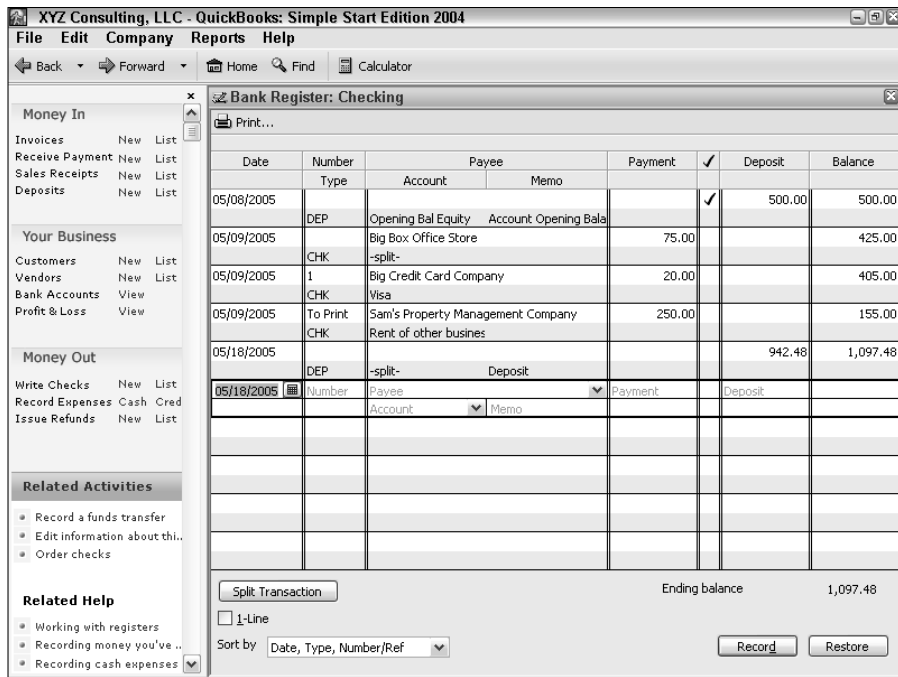 XYZ Consulting, LLC - QuickBooks: Simple Start Edition 2004
File Edit Company Reports Help
Back Forward Home Find Calculator
Money In
Invoices New List
Receive Payment New List
Sales Receipts New List
Deposits New List
Your Business
Customers New List
Vendors New List
Bank Accounts View
Profit & Loss View
Money Out
Write Checks New List
Record Expenses Cash Cred
Issue Refunds New List
Related Activities
Record a funds transfer
Edit information about thi..
Order checks
Related Help
Working with registers
Recording money you've ..
Recording cash expenses
Bank Register: Checking
Print...
Date Number Payee Payment ✓ Deposit Balance
Type Account Memo
05/08/2005 ✓ 500.00 500.00
DEP Opening Bal Equity Account Opening Bala
05/09/2005 Big Box Office Store 75.00 425.00
CHK -split-
05/09/2005 1 Big Credit Card Company 20.00 405.00
CHK Visa
05/09/2005 To Print Sam's Property Management Company 250.00 155.00
CHK Rent of other busines
05/18/2005 942.48 1,097.48
DEP -split- Deposit
05/18/2005 Number Payee Payment Deposit
Account Memo
Split Transaction Ending balance 1,097.48
1-Line
Sort by Date, Type, Number/Ref Record Restore